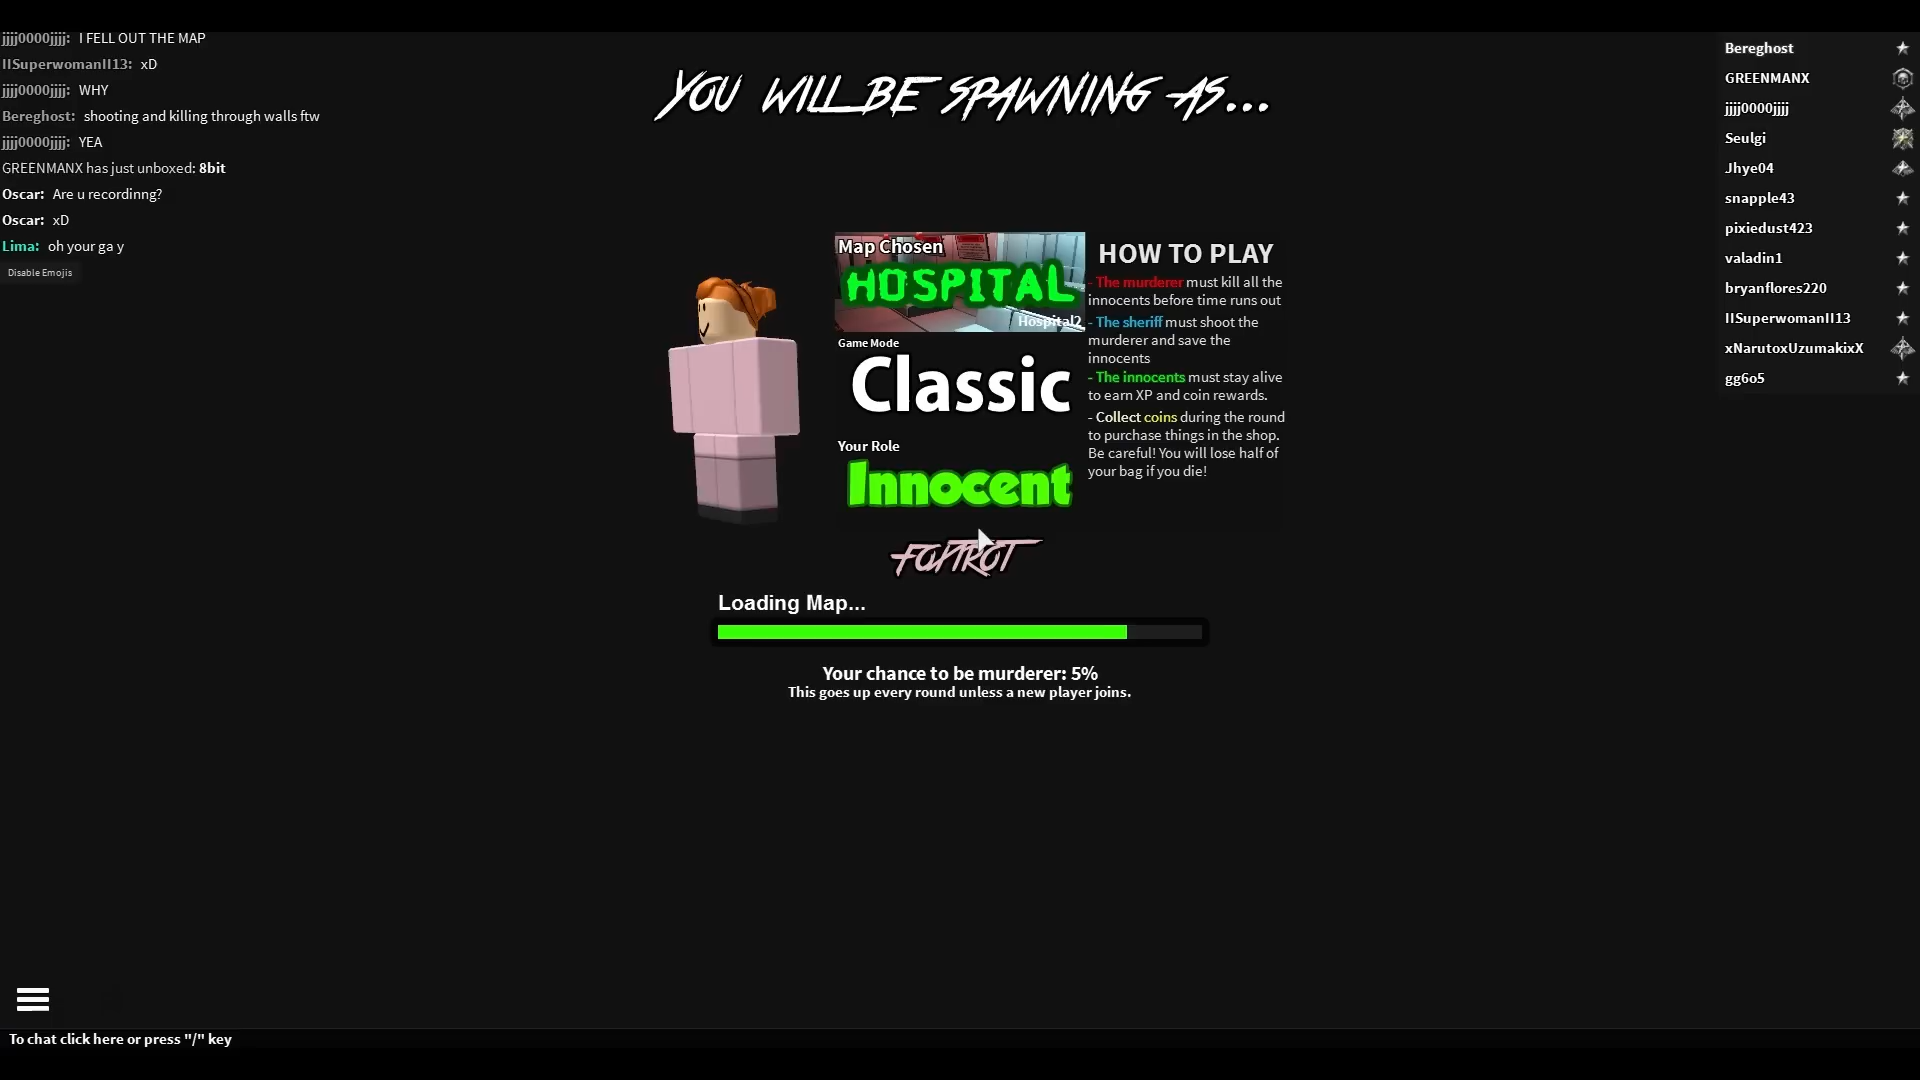 jjjj0000jjjj: I FELL OUT THE MAP
IISuperwomanII13: xD
jjjj0000jjjj: WHY
Bereghost: shooting and killing through walls ftw
jjjj0000jjjj: YEA
GREENMANX has just unboxed: 8bit
Oscar: Are u recordinng?
Oscar: xD
Lima: oh your ga y
Disable Emojis
YOU WILL BE SPAWNING AS...
Map Chosen
HOSPITAL
Hospital2
Game Mode
Classic
Your Role
Innocent
HOW TO PLAY
- The murderer must kill all the
innocents before time runs out
- The sheriff must shoot the
murderer and save the
innocents
- The innocents must stay alive
to earn XP and coin rewards.
- Collect coins during the round
to purchase things in the shop.
Be careful! You will lose half of
your bag if you die!
FOXTROT
Loading Map...
Your chance to be murderer: 5%
This goes up every round unless a new player joins.
Bereghost
GREENMANX
jjjj0000jjjj
Seulgi
Jhye04
snapple43
pixiedust423
valadin1
bryanflores220
IISuperwomanII13
xNarutoxUzumakixX
gg6o5
To chat click here or press "/" key